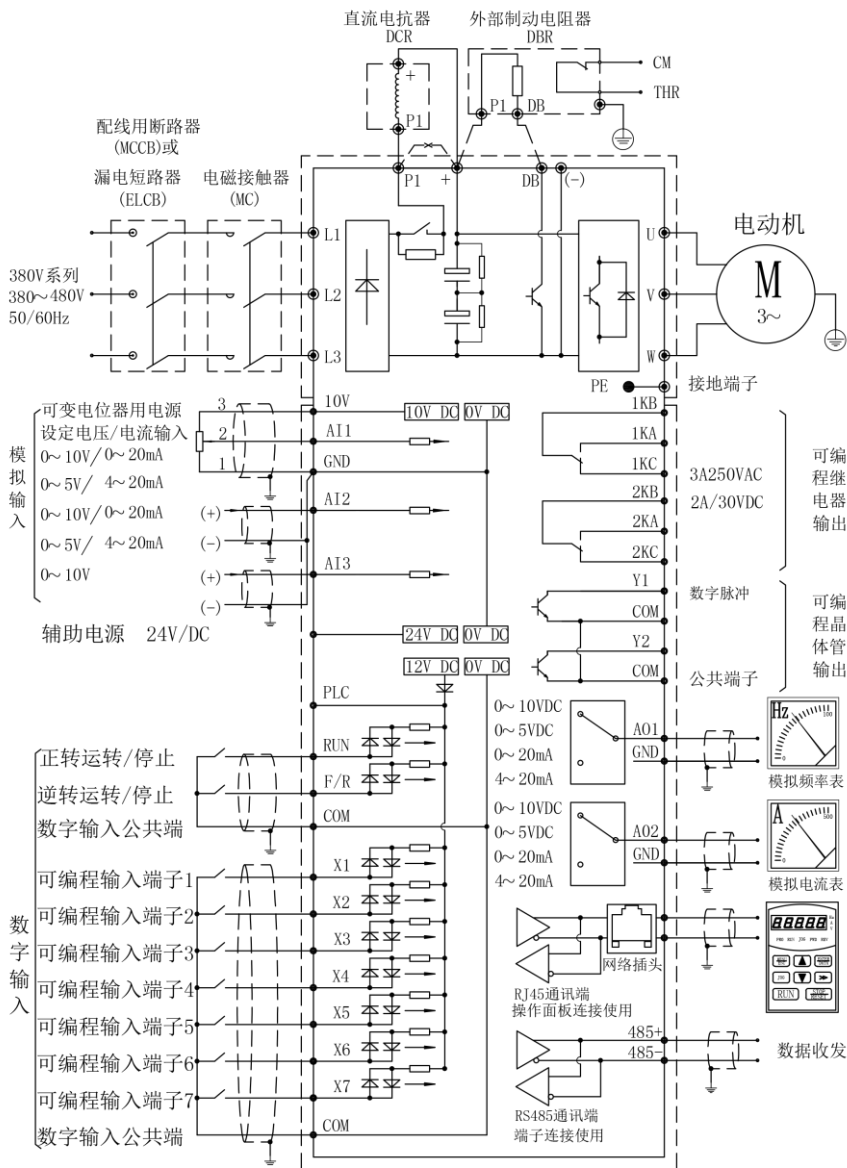 直流电抗器
DCR
外部制动电阻器
DBR
CM
THR
+
P1
P1
DB
配线用断路器
(MCCB)或
漏电短路器
(ELCB)
电磁接触器
(MC)
P1
+
DB
(-)
L1
L2
L3
380V系列
380~480V
50/60Hz
U
V
W
电动机
M
3~
PE
接地端子
模拟输入
可变电位器用电源
设定电压/电流输入
0~10V/0~20mA
0~5V/ 4~20mA
0~10V/0~20mA
0~5V/ 4~20mA
0~10V
3
2
1
(+)
(-)
(+)
(-)
10V
AI1
GND
AI2
AI3
10V DC
0V DC
辅助电源 24V/DC
24V DC
0V DC
12V DC
0V DC
PLC
1KB
1KA
1KC
2KB
2KA
2KC
3A250VAC
2A/30VDC
可编
程继
电器
输出
Y1
COM
Y2
COM
数字脉冲
公共端子
可编
程晶
体管
输出
0~10VDC
0~5VDC
0~20mA
4~20mA
AO1
GND
Hz
0
500
模拟频率表
0~10VDC
0~5VDC
0~20mA
4~20mA
AO2
GND
A
0
500
模拟电流表
正转运转/停止
逆转运转/停止
数字输入公共端
RUN
F/R
COM
数字输入
可编程输入端子1
可编程输入端子2
可编程输入端子3
可编程输入端子4
可编程输入端子5
可编程输入端子6
可编程输入端子7
数字输入公共端
X1
X2
X3
X4
X5
X6
X7
COM
网络插头
RJ45通讯端
操作面板连接使用
88888
RUN
485+
485-
数据收发
RS485通讯端
端子连接使用